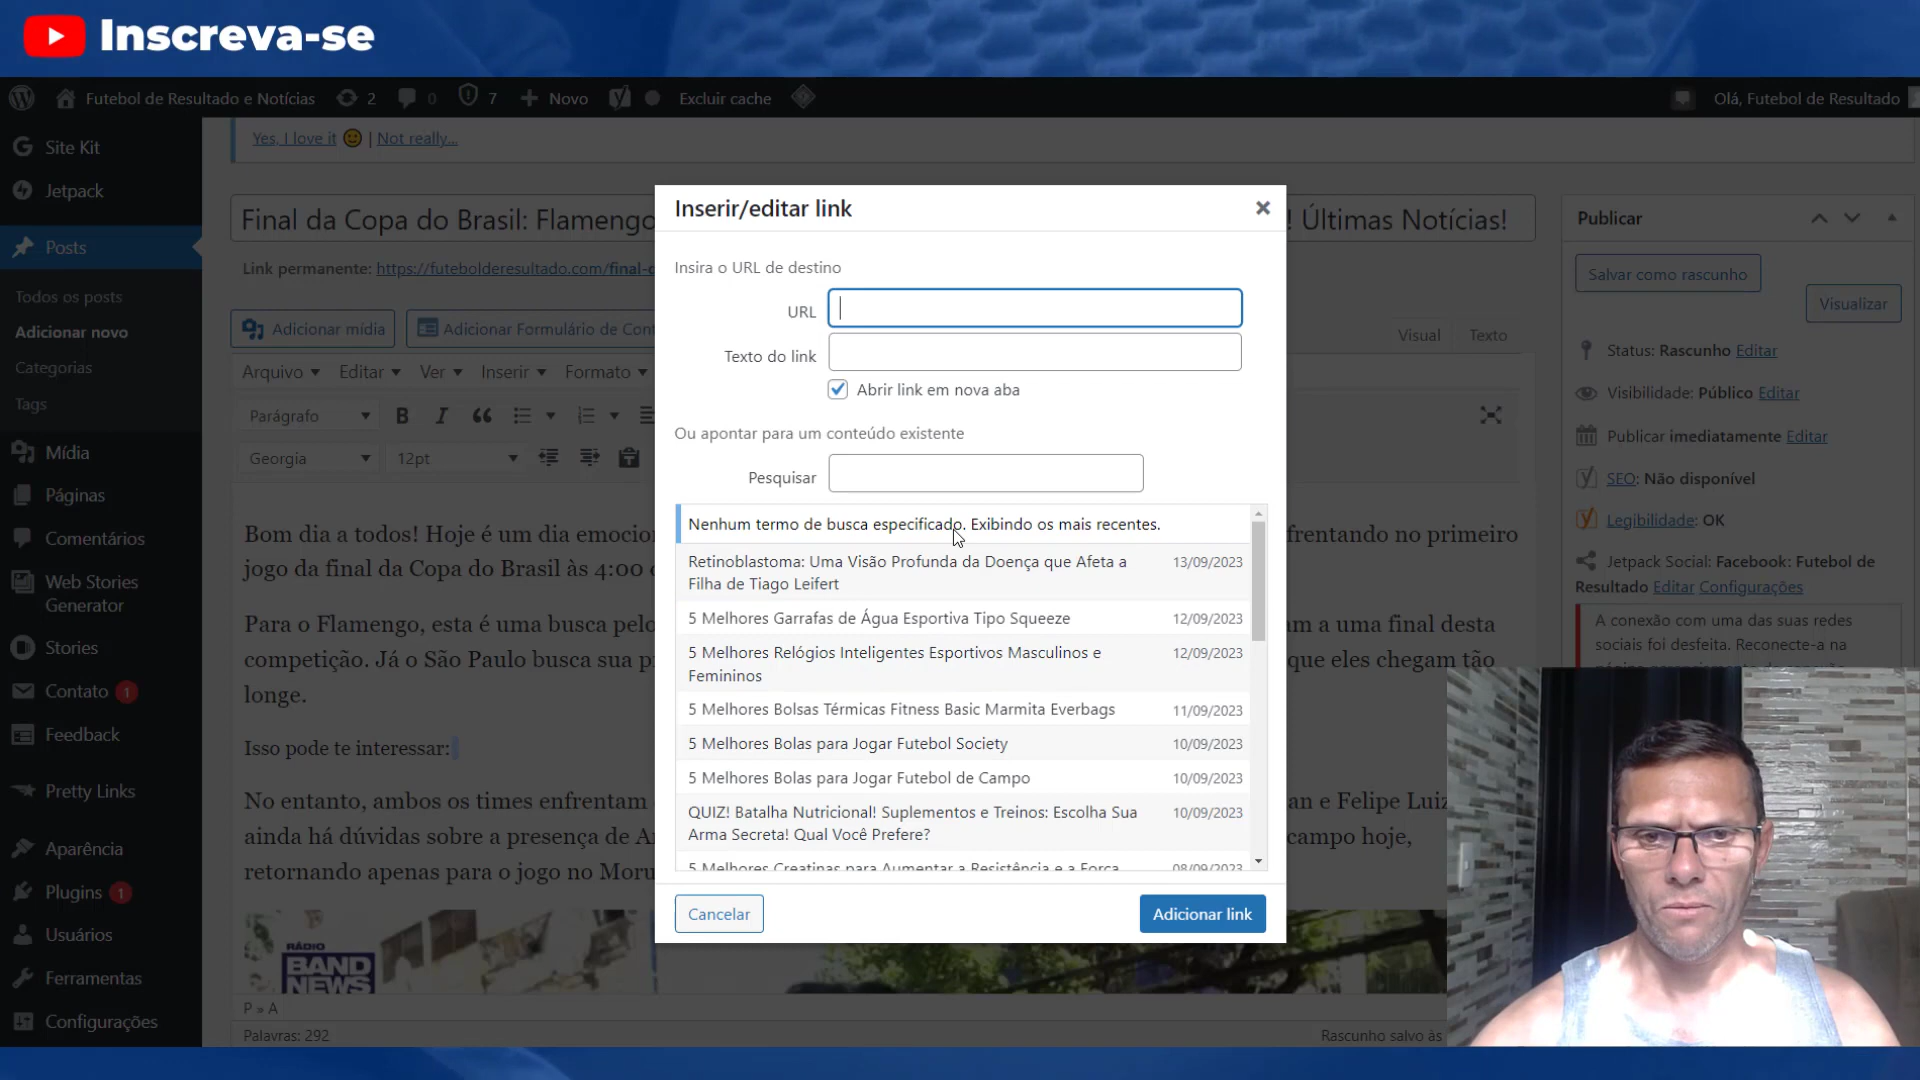 Inscreva-se
Futebol de Resultado e Notícias 2 0 7 Novo Excluir cache Olá, Futebol de Resultado
Site Kit
Jetpack
Posts
Todos os posts
Adicionar novo
Categorias
Tags
Mídia
Páginas
Comentários
Web Stories
Generator
Stories
Contato 1
Feedback
Pretty Links
Aparência
Plugins 1
Usuários
Ferramentas
Configurações
Yes, I love it | Not really...
Final da Copa do Brasil: Flamengo ! Últimas Notícias!
Link permanente: https://futebolderesultado.com/final-
Adicionar mídia Adicionar Formulário de Con
Visual Texto
Arquivo Editar Ver Inserir Formato
Parágrafo
Georgia 12pt
Bom dia a todos! Hoje é um dia emocion frentando no primeiro
jogo da final da Copa do Brasil às 4:00
Para o Flamengo, esta é uma busca pelo am a uma final desta
competição. Já o São Paulo busca sua p que eles chegam tão
longe.
Isso pode te interessar:
No entanto, ambos os times enfrentam an e Felipe Luiz
ainda há dúvidas sobre a presença de A campo hoje,
retornando apenas para o jogo no Moru
RÁDIO
BAND
NEWS
P » A
Palavras: 292
Rascunho salvo às
Inserir/editar link
Insira o URL de destino
URL
Texto do link
Abrir link em nova aba
Ou apontar para um conteúdo existente
Pesquisar
Nenhum termo de busca especificado. Exibindo os mais recentes.
Retinoblastoma: Uma Visão Profunda da Doença que Afeta a 13/09/2023
Filha de Tiago Leifert
5 Melhores Garrafas de Água Esportiva Tipo Squeeze 12/09/2023
5 Melhores Relógios Inteligentes Esportivos Masculinos e 12/09/2023
Femininos
5 Melhores Bolsas Térmicas Fitness Basic Marmita Everbags 11/09/2023
5 Melhores Bolas para Jogar Futebol Society 10/09/2023
5 Melhores Bolas para Jogar Futebol de Campo 10/09/2023
QUIZ! Batalha Nutricional! Suplementos e Treinos: Escolha Sua 10/09/2023
Arma Secreta! Qual Você Prefere?
5 Melhores Creatinas para Aumentar a Resistência e a Força 08/09/2023
Cancelar
Adicionar link
Publicar
Salvar como rascunho
Visualizar
Status: Rascunho Editar
Visibilidade: Público Editar
Publicar imediatamente Editar
SEO: Não disponível
Legibilidade: OK
Jetpack Social: Facebook: Futebol de
Resultado Editar Configurações
A conexão com uma das suas redes
sociais foi desfeita. Reconecte-a na